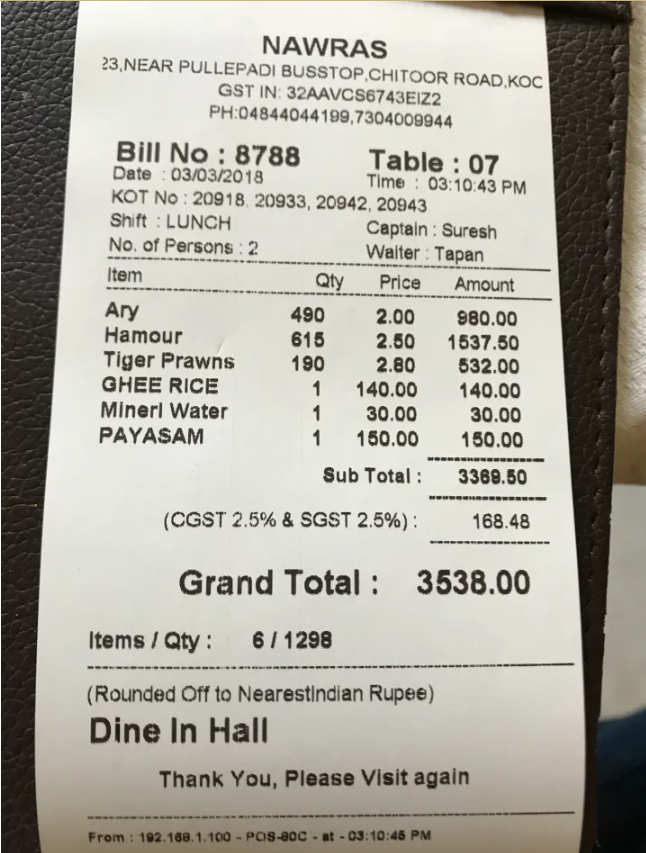 NAWRAS
23,NEAR PULLEPADI BUSSTOP,CHITOOR ROAD,KOC
GST IN: 32AAVCS6743EIZ2
PH:04844044199,7304009944
Bill No : 8788 Table : 07
Date : 03/03/2018 Time : 03:10:43 PM
KOT No : 20918, 20933, 20942, 20943
Shift : LUNCH Captain : Suresh
No. of Persons : 2 Waiter : Tapan
Item Qty Price Amount
Ary 490 2.00 980.00
Hamour 615 2.50 1537.50
Tiger Prawns 190 2.80 532.00
GHEE RICE 1 140.00 140.00
Minerl Water 1 30.00 30.00
PAYASAM 1 150.00 150.00
Sub Total : 3369.50
(CGST 2.5% & SGST 2.5%) : 168.48
Grand Total : 3538.00
Items / Qty : 6 / 1298
(Rounded Off to NearestIndian Rupee)
Dine In Hall
Thank You, Please Visit again
From : 192.168.1.100 - POS-80C - at - 03:10:45 PM